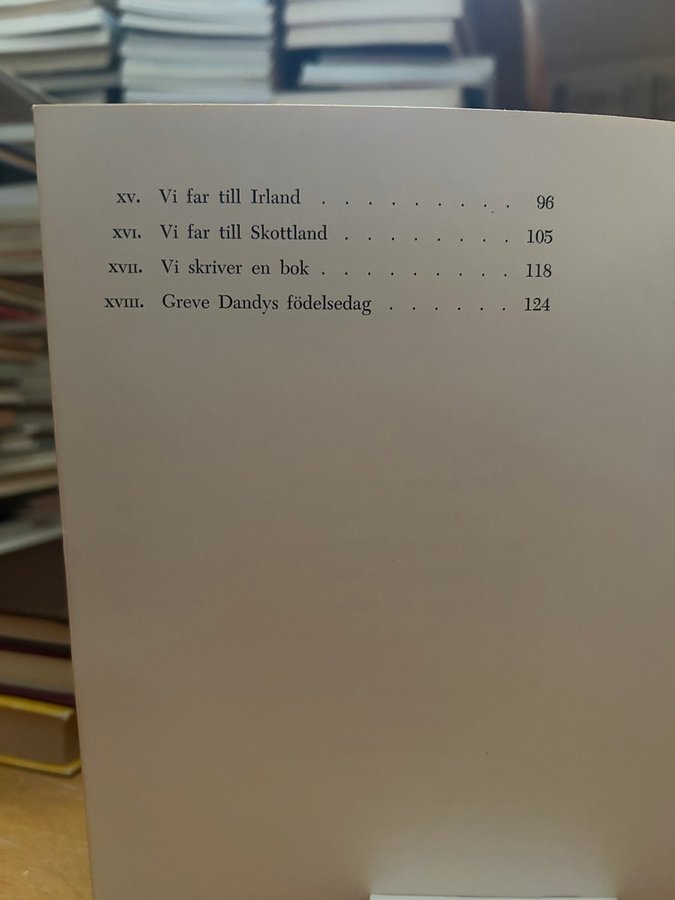 xv. Vi far till Irland . . . . . . . . . 96
xvi. Vi far till Skottland . . . . . . . . 105
xvii. Vi skriver en bok . . . . . . . . . 118
xviii. Greve Dandys födelsedag . . . . . . 124